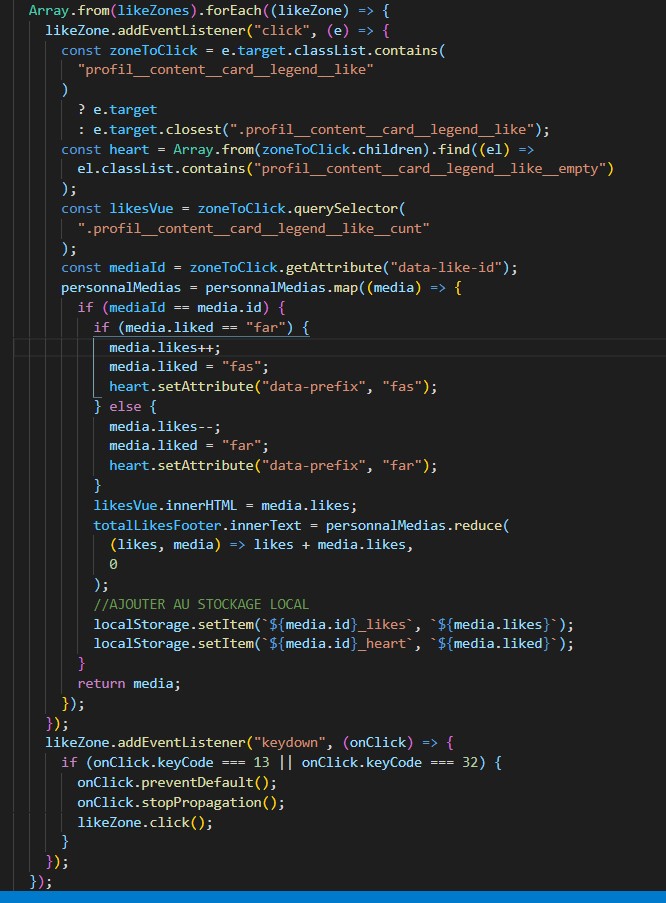 Array.from(likeZones).forEach((likeZone) => {
likeZone.addEventListener("click", (e) => {
const zoneToClick = e.target.classList.contains(
"profil__content__card__legend__like"
)
? e.target
: e.target.closest(".profil__content__card__legend__like");
const heart = Array.from(zoneToClick.children).find((el) =>
el.classList.contains("profil__content__card__legend__like__empty")
);
const likesVue = zoneToClick.querySelector(
".profil__content__card__legend__like__cunt"
);
const mediaId = zoneToClick.getAttribute("data-like-id");
personnalMedias = personnalMedias.map((media) => {
if (mediaId == media.id) {
if (media.liked == "far") {
media.likes++;
media.liked = "fas";
heart.setAttribute("data-prefix", "fas");
} else {
media.likes--;
media.liked = "far";
heart.setAttribute("data-prefix", "far");
}
likesVue.innerHTML = media.likes;
totalLikesFooter.innerText = personnalMedias.reduce(
(likes, media) => likes + media.likes,
0
);
//AJOUTER AU STOCKAGE LOCAL
localStorage.setItem(`${media.id}_likes`, `${media.likes}`);
localStorage.setItem(`${media.id}_heart`, `${media.liked}`);
}
return media;
});
});
likeZone.addEventListener("keydown", (onClick) => {
if (onClick.keyCode === 13 || onClick.keyCode === 32) {
onClick.preventDefault();
onClick.stopPropagation();
likeZone.click();
}
});
});